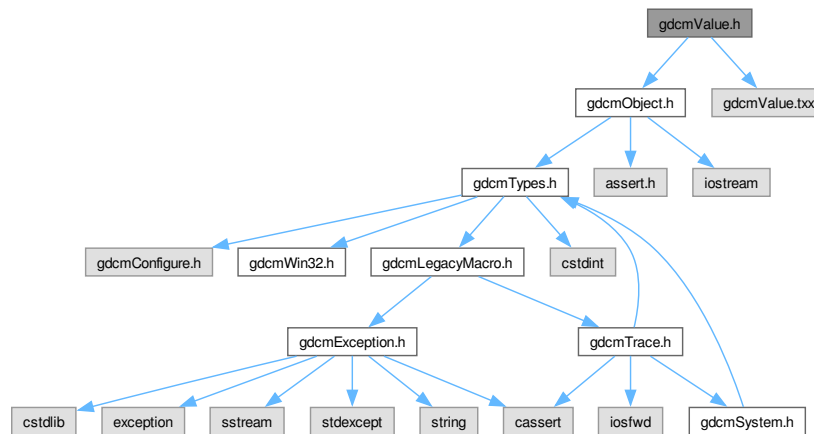 gdcmValue.h
gdcmObject.h
gdcmValue.txx
gdcmTypes.h
assert.h
iostream
gdcmConfigure.h
gdcmWin32.h
gdcmLegacyMacro.h
cstdint
gdcmException.h
gdcmTrace.h
cstdlib
exception
sstream
stdexcept
string
cassert
iosfwd
gdcmSystem.h